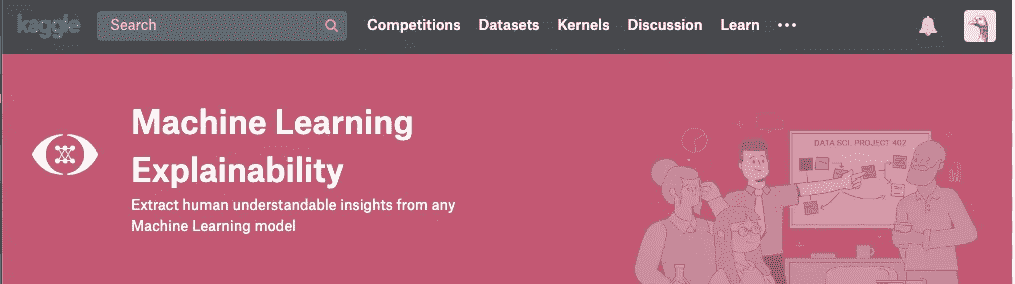 kaggle
Search
Competitions Datasets Kernels Discussion Learn
Machine Learning
Explainability
Extract human understandable insights from any
Machine Learning model
DATA SCI. PROJECT 402